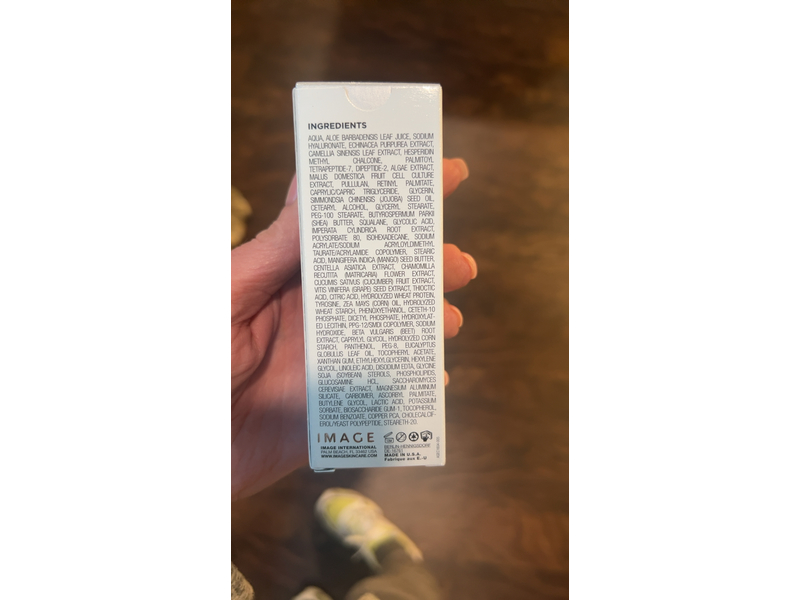 INGREDIENTS
AQUA, ALOE BARBADENSIS LEAF JUICE, SODIUM
HYALURONATE, ECHINACEA PURPUREA EXTRACT,
CAMELLIA SINENSIS LEAF EXTRACT, HESPERIDIN
METHYL CHALCONE, PALMITOYL
TETRAPEPTIDE-7, DIPEPTIDE-2, ALGAE EXTRACT,
MALUS DOMESTICA FRUIT CELL CULTURE
EXTRACT, PULLULAN, RETINYL PALMITATE,
CAPRYLIC/CAPRIC TRIGLYCERIDE, GLYCERIN,
SIMMONDSIA CHINENSIS (JOJOBA) SEED OIL,
CETEARYL ALCOHOL, GLYCERYL STEARATE,
PEG-100 STEARATE, BUTYROSPERMUM PARKII
(SHEA) BUTTER, SQUALANE, GLYCOLIC ACID,
IMPERATA CYLINDRICA ROOT EXTRACT,
POLYSORBATE 80, ISOHEXADECANE, SODIUM
ACRYLATE/SODIUM ACRYLOYLDIMETHYL
TAURATE/ACRYLAMIDE COPOLYMER, STEARIC
ACID, MANGIFERA INDICA (MANGO) SEED BUTTER,
CENTELLA ASIATICA EXTRACT, CHAMOMILLA
RECUTITA (MATRICARIA) FLOWER EXTRACT,
CUCUMIS SATIVUS (CUCUMBER) FRUIT EXTRACT,
VITIS VINIFERA (GRAPE) SEED EXTRACT, THIOCTIC
ACID, CITRIC ACID, HYDROLYZED WHEAT PROTEIN,
TYROSINE, ZEA MAYS (CORN) OIL, HYDROLYZED
WHEAT STARCH, PHENOXYETHANOL, CETETH-10
PHOSPHATE, DICETYL PHOSPHATE, HYDROXYLAT-
ED LECITHIN, PPG-12/SMDI COPOLYMER, SODIUM
HYDROXIDE, BETA VULGARIS (BEET) ROOT
EXTRACT, CAPRYLYL GLYCOL, HYDROLYZED CORN
STARCH, PANTHENOL, PEG-8, EUCALYPTUS
GLOBULUS LEAF OIL, TOCOPHERYL ACETATE,
XANTHAN GUM, ETHYLHEXYLGLYCERIN, HEXYLENE
GLYCOL, LINOLEIC ACID, DISODIUM EDTA, GLYCINE
SOJA (SOYBEAN) STEROLS, PHOSPHOLIPIDS,
GLUCOSAMINE HCL, SACCHAROMYCES
CEREVISIAE EXTRACT, MAGNESIUM ALUMINUM
SILICATE, CARBOMER, ASCORBYL PALMITATE,
BUTYLENE GLYCOL, LACTIC ACID, POTASSIUM
SORBATE, BIOSACCHARIDE GUM-1, TOCOPHEROL,
SODIUM BENZOATE, COPPER PCA, CHOLECALCIF-
EROL/YEAST POLYPEPTIDE, STEARETH-20.
IMAGE
IMAGE INTERNATIONAL
PALM BEACH, FL 33462 USA
WWW.IMAGESKINCARE.COM
MADE IN U.S.A.
Fabriqué aux É.-U.